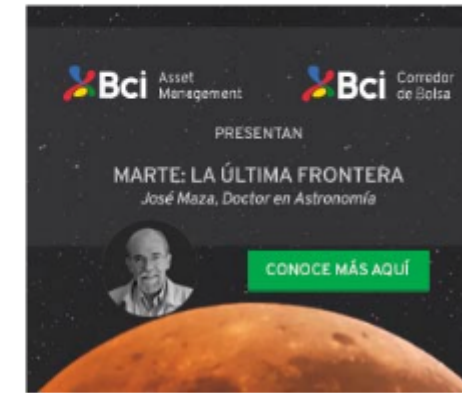 Bci Asset Management
Bci Corredor de Bolsa
PRESENTAN
MARTE: LA ÚLTIMA FRONTERA
José Maza, Doctor en Astronomía
CONOCE MÁS AQUÍ